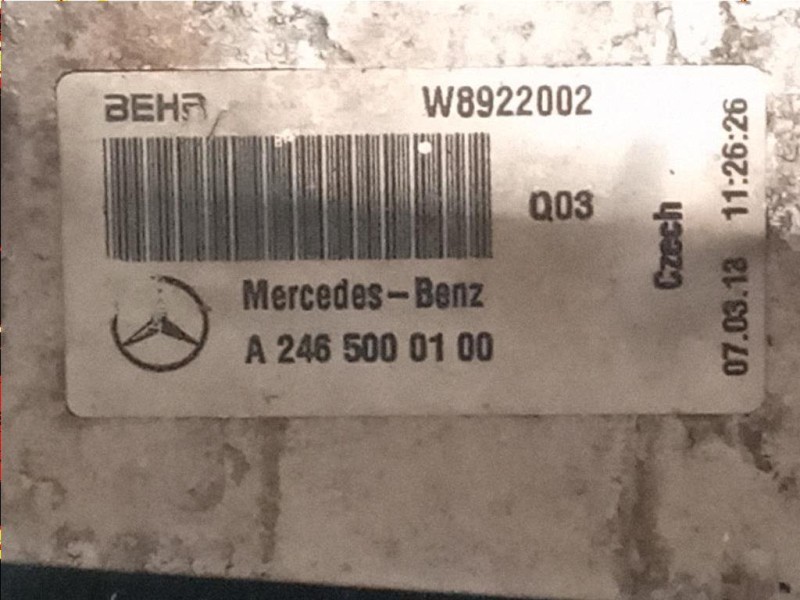 BEHR
W8922002
Q03
Mercedes-Benz
A 246 500 01 00
Czech
07.03.13 11:26:26